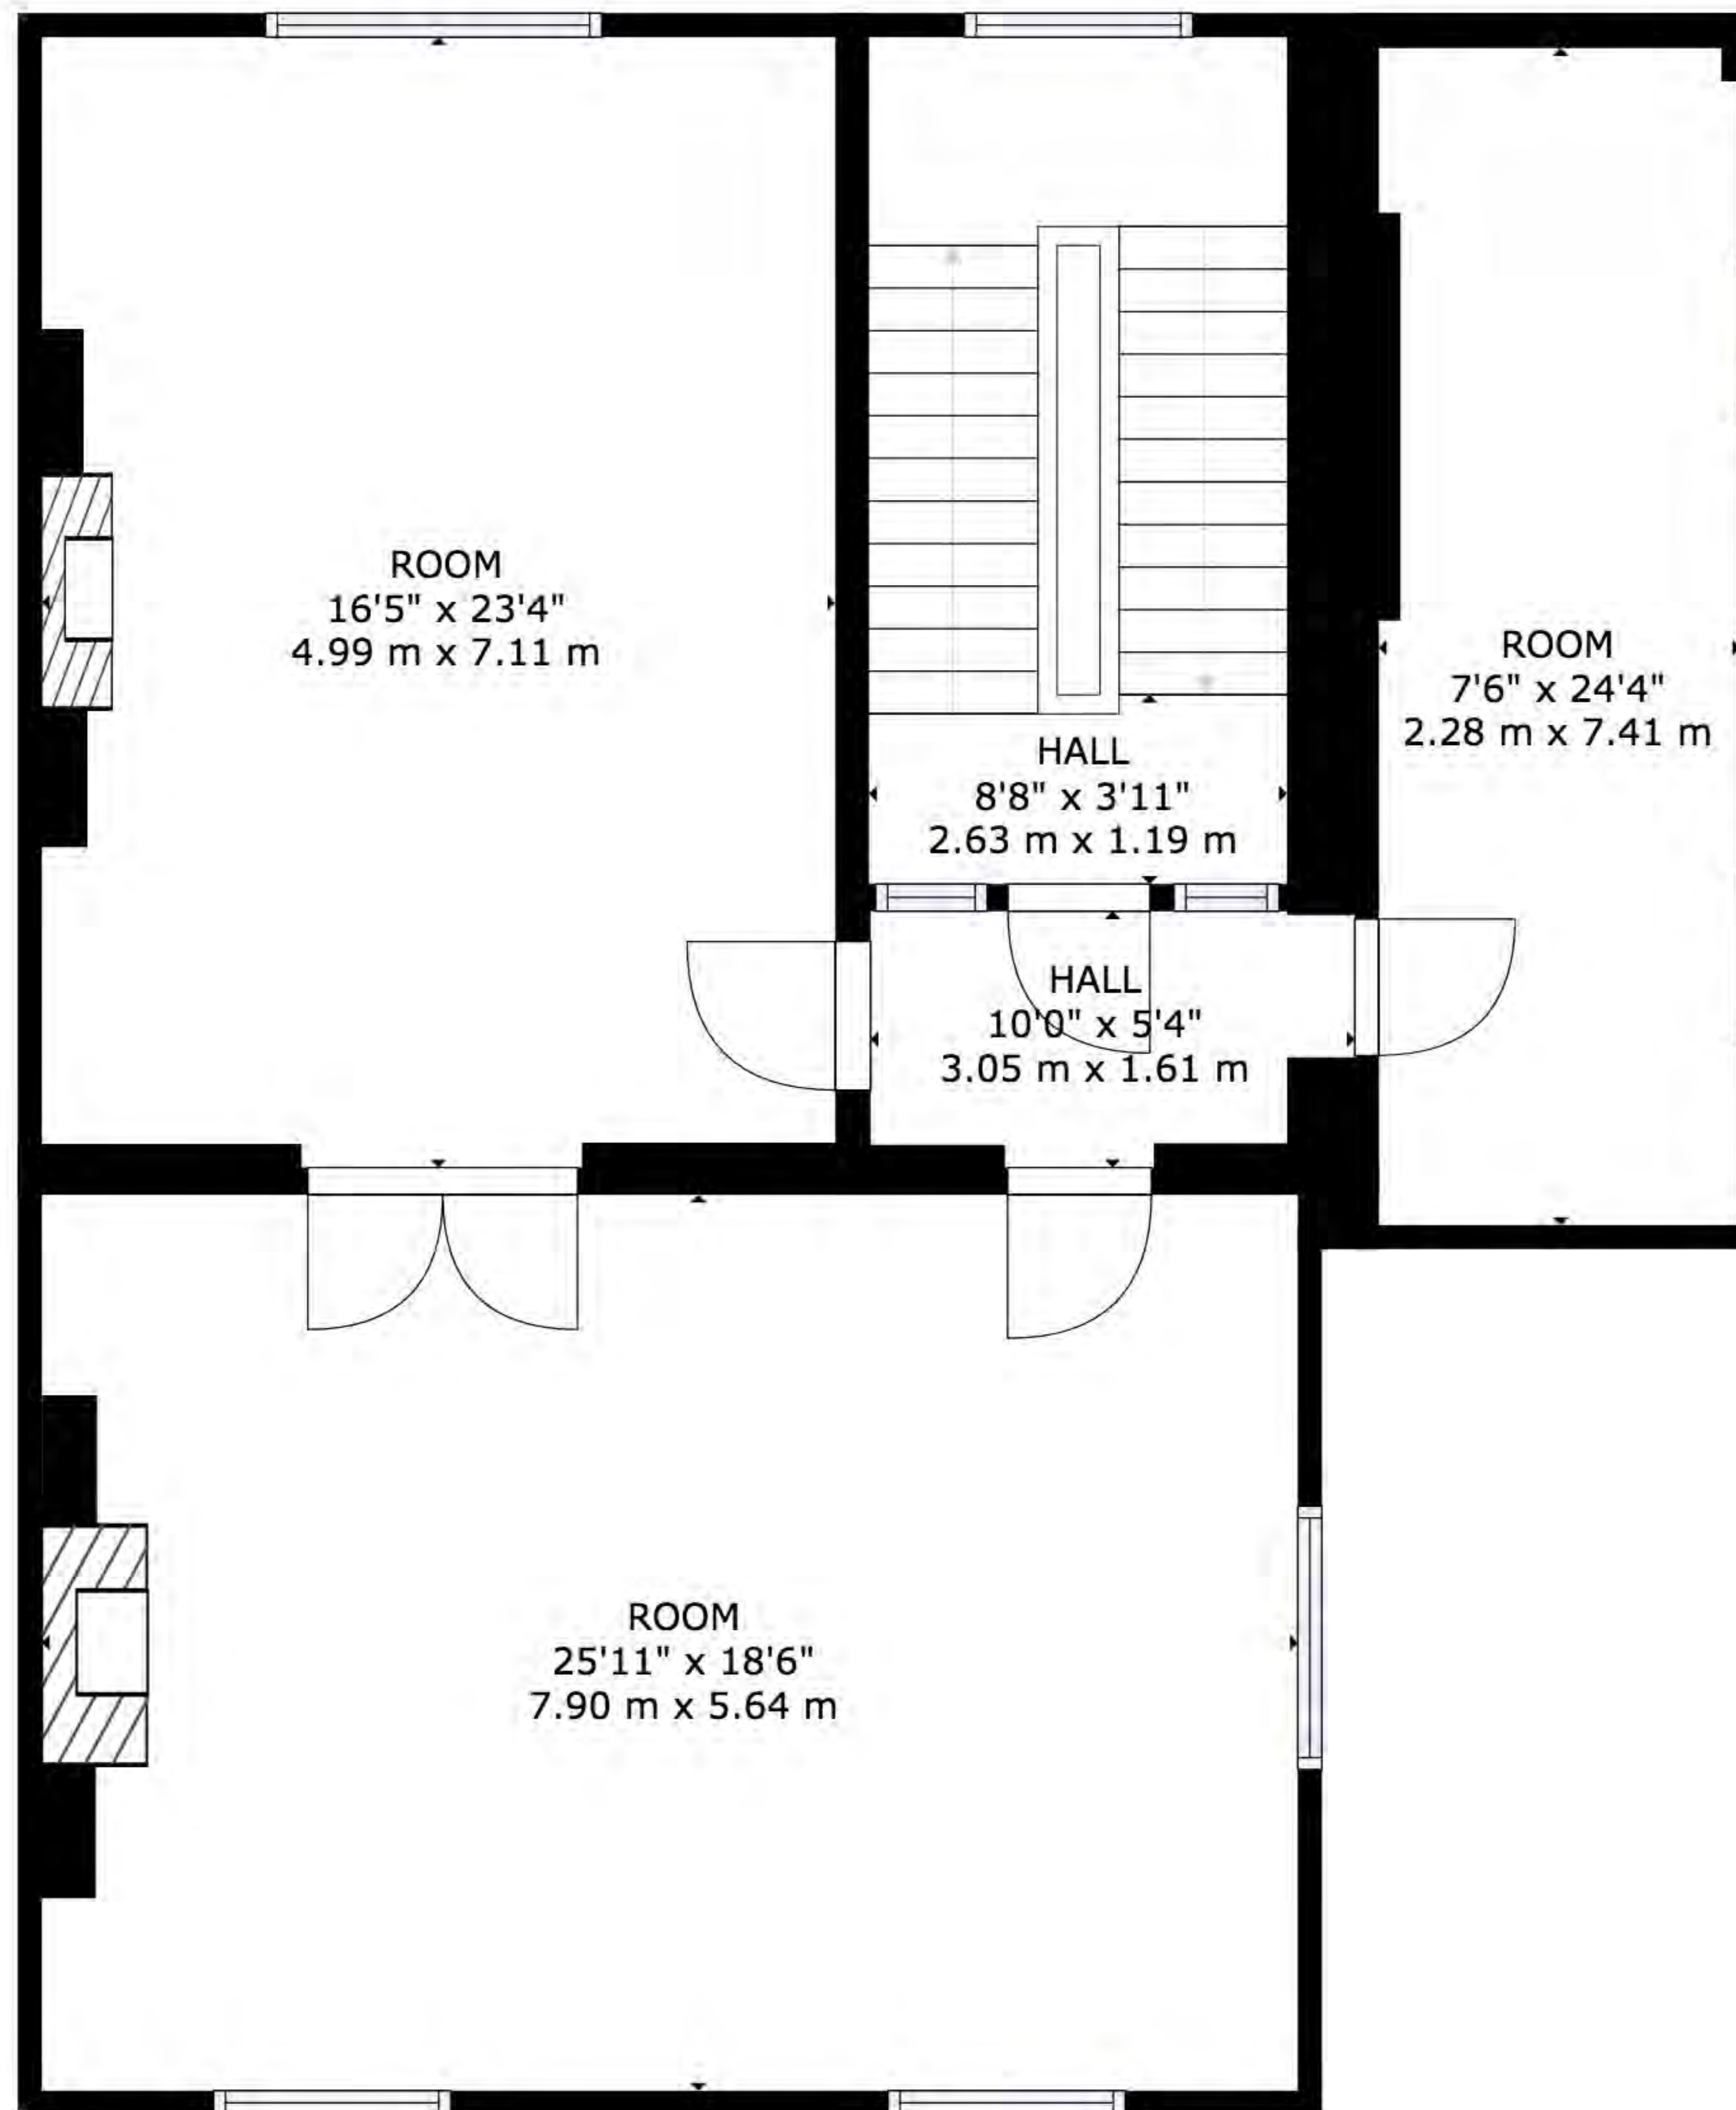 ROOM
16'5" x 23'4"
4.99 m x 7.11 m
HALL
8'8" x 3'11"
2.63 m x 1.19 m
ROOM
7'6" x 24'4"
2.28 m x 7.41 m
HALL
10'0" x 5'4"
3.05 m x 1.61 m
ROOM
25'11" x 18'6"
7.90 m x 5.64 m